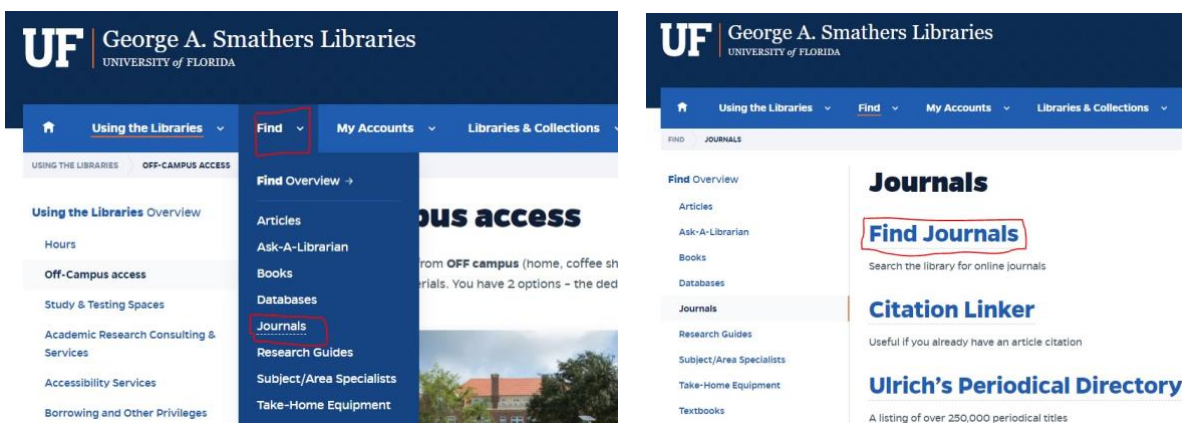 UF
George A. Smathers Libraries
UNIVERSITY of FLORIDA
Using the Libraries
Find
My Accounts
Libraries & Collections
USING THE LIBRARIES
OFF-CAMPUS ACCESS
Using the Libraries Overview
Hours
Off-Campus access
Study & Testing Spaces
Academic Research Consulting &
Services
Accessibility Services
Borrowing and Other Privileges
Find Overview →
Articles
Ask-A-Librarian
Books
Databases
Journals
Research Guides
Subject/Area Specialists
Take-Home Equipment
pus access
from OFF campus (home, coffee sh
rials. You have 2 options – the ded
UF
George A. Smathers Libraries
UNIVERSITY of FLORIDA
Using the Libraries
Find
My Accounts
Libraries & Collections
FIND
JOURNALS
Find Overview
Articles
Ask-A-Librarian
Books
Databases
Journals
Research Guides
Subject/Area Specialists
Take-Home Equipment
Textbooks
Journals
Find Journals
Search the library for online journals
Citation Linker
Useful if you already have an article citation
Ulrich's Periodical Directory
A listing of over 250,000 periodical titles